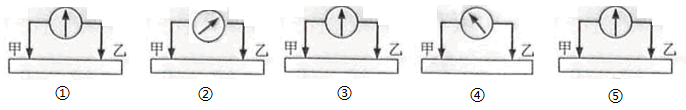 甲 乙 甲 乙 甲 乙 甲 乙 甲 乙
① ② ③ ④ ⑤